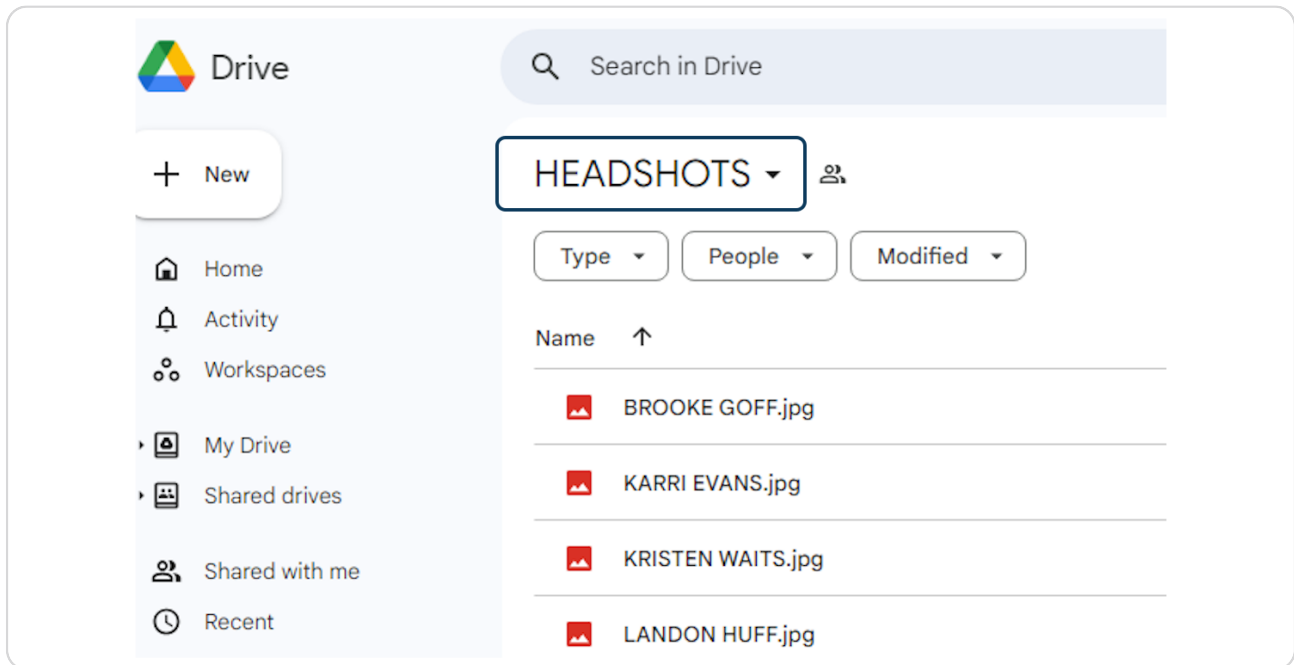 Drive
Search in Drive
New
HEADSHOTS
Type People Modified
Home
Activity
Workspaces
My Drive
Shared drives
Shared with me
Recent
Name
BROOKE GOFF.jpg
KARRI EVANS.jpg
KRISTEN WAITS.jpg
LANDON HUFF.jpg